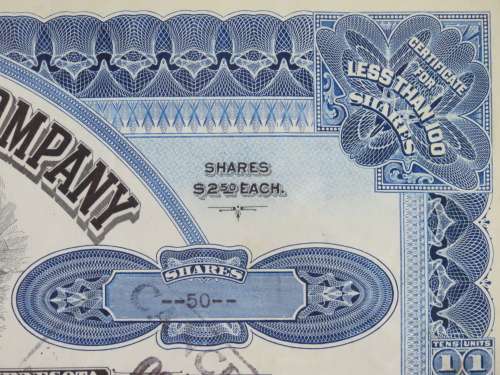 CERTIFICATE
FOR
LESS THAN 100
SHARES
COMPANY
SHARES
$2.50 EACH.
SHARES
--50--
TENS UNITS
1 1